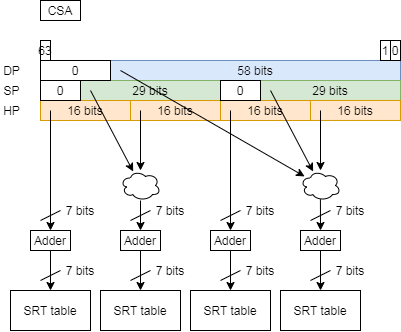 CSA
63 1 0
DP 0 58 bits
SP 0 29 bits 0 29 bits
HP 16 bits 16 bits 16 bits 16 bits
7 bits 7 bits 7 bits 7 bits
Adder Adder Adder Adder
7 bits 7 bits 7 bits 7 bits
SRT table SRT table SRT table SRT table